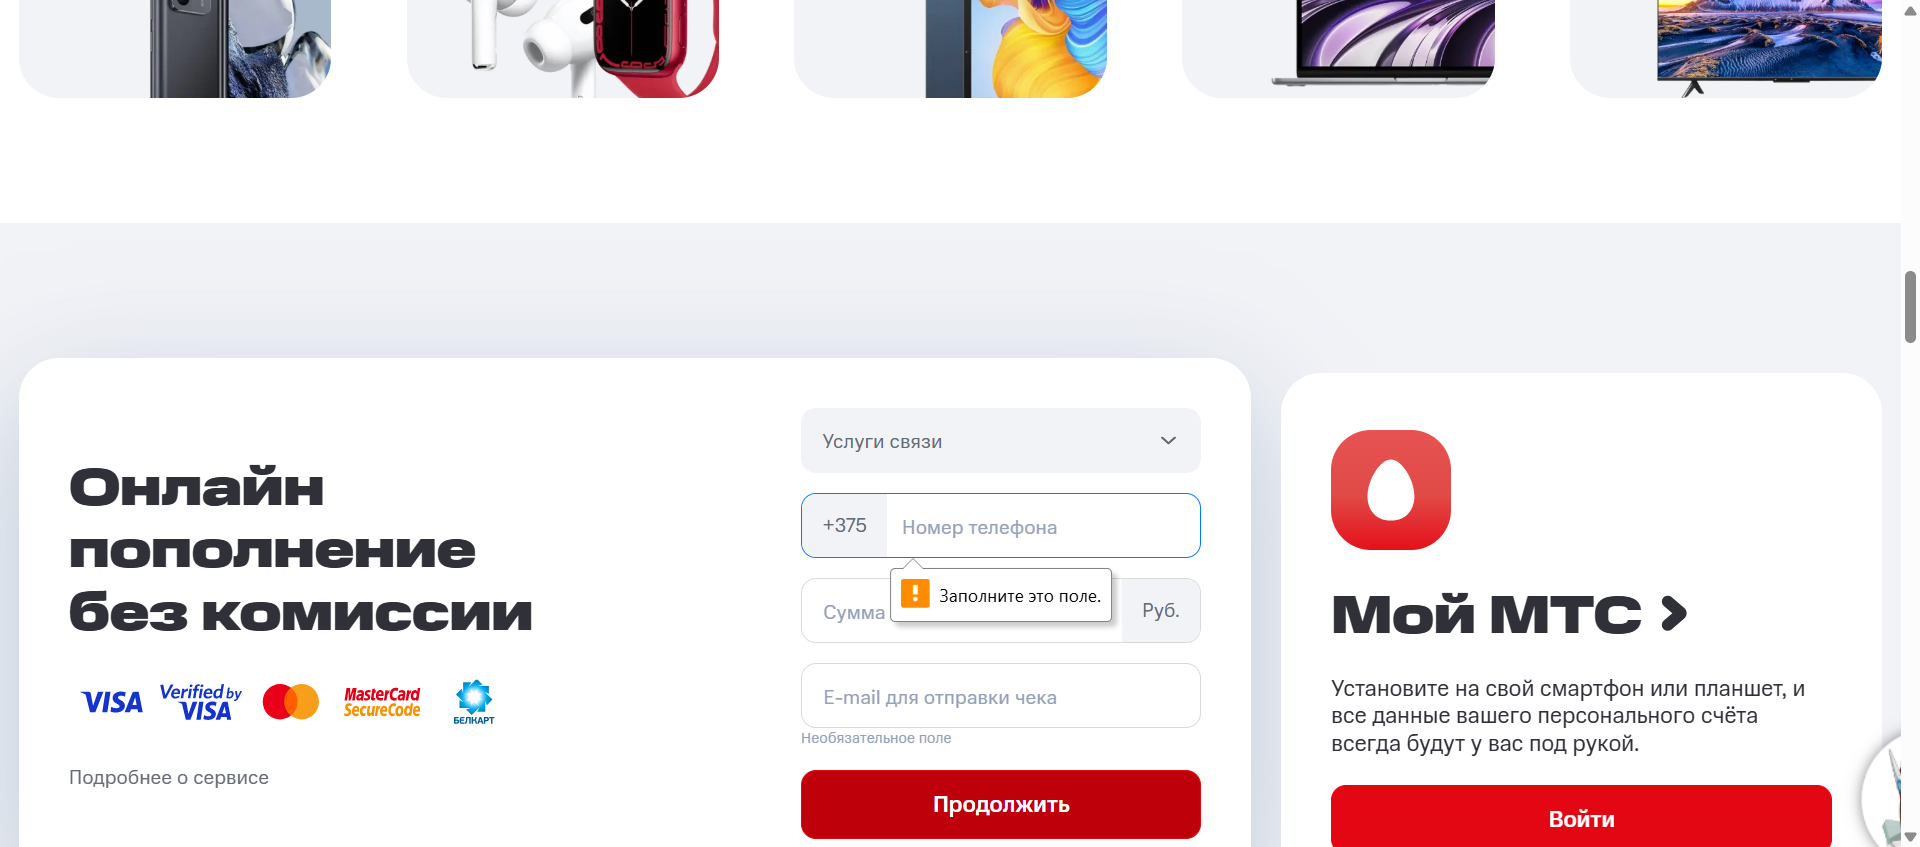 Онлайн
пополнение
без комиссии
VISA
Verified by
VISA
MasterCard
SecureCode
БЕЛКАРТ
Подробнее о сервисе
Услуги связи
+375
Номер телефона
Заполните это поле.
Сумма
Руб.
E-mail для отправки чека
Необязательное поле
Продолжить
Мой МТС
Установите на свой смартфон или планшет, и
все данные вашего персонального счёта
всегда будут у вас под рукой.
Войти